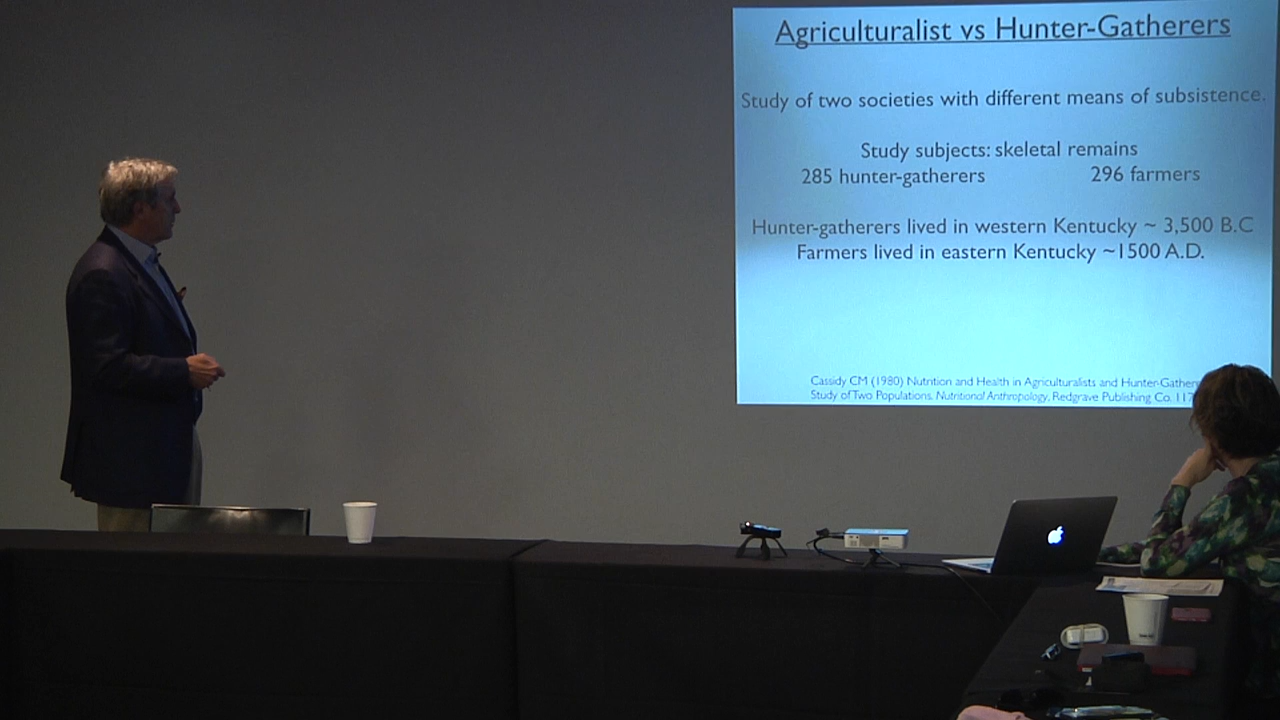 Agriculturalist vs Hunter-Gatherers
Study of two societies with different means of subsistence.
Study subjects: skeletal remains
285 hunter-gatherers 296 farmers
Hunter-gatherers lived in western Kentucky ~ 3,500 B.C
Farmers lived in eastern Kentucky ~1500 A.D.
Cassidy CM (1980) Nutrition and Health in Agriculturalists and Hunter-Gather
Study of Two Populations. Nutritional Anthropology, Redgrave Publishing Co. 117